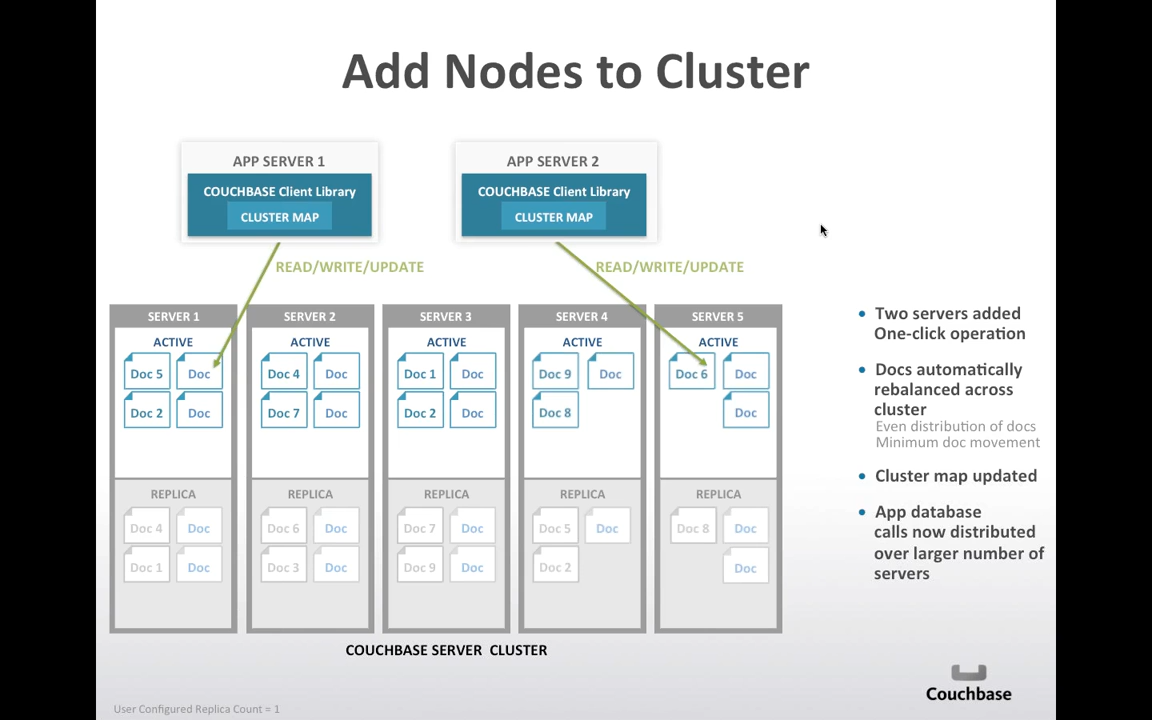 Add Nodes to Cluster
APP SERVER 1
COUCHBASE Client Library
CLUSTER MAP
APP SERVER 2
COUCHBASE Client Library
CLUSTER MAP
READ/WRITE/UPDATE
READ/WRITE/UPDATE
SERVER 1
ACTIVE
Doc 5 Doc
Doc 2 Doc
REPLICA
Doc 4 Doc
Doc 1 Doc
SERVER 2
ACTIVE
Doc 4 Doc
Doc 7 Doc
REPLICA
Doc 6 Doc
Doc 3 Doc
SERVER 3
ACTIVE
Doc 1 Doc
Doc 2 Doc
REPLICA
Doc 7 Doc
Doc 9 Doc
SERVER 4
ACTIVE
Doc 9 Doc
Doc 8
REPLICA
Doc 5 Doc
Doc 2
SERVER 5
ACTIVE
Doc 6 Doc
Doc
REPLICA
Doc 8 Doc
Doc
COUCHBASE SERVER CLUSTER
• Two servers added
One-click operation
• Docs automatically
rebalanced across
cluster
Even distribution of docs
Minimum doc movement
• Cluster map updated
• App database
calls now distributed
over larger number of
servers
Couchbase
User Configured Replica Count = 1